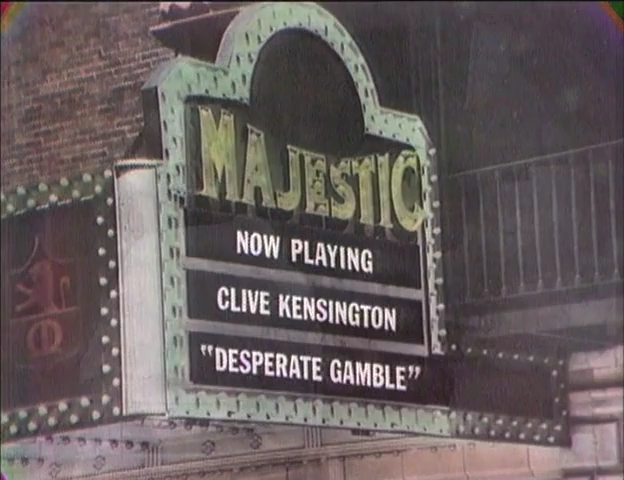 MAJESTIC
NOW PLAYING
CLIVE KENSINGTON
"DESPERATE GAMBLE"